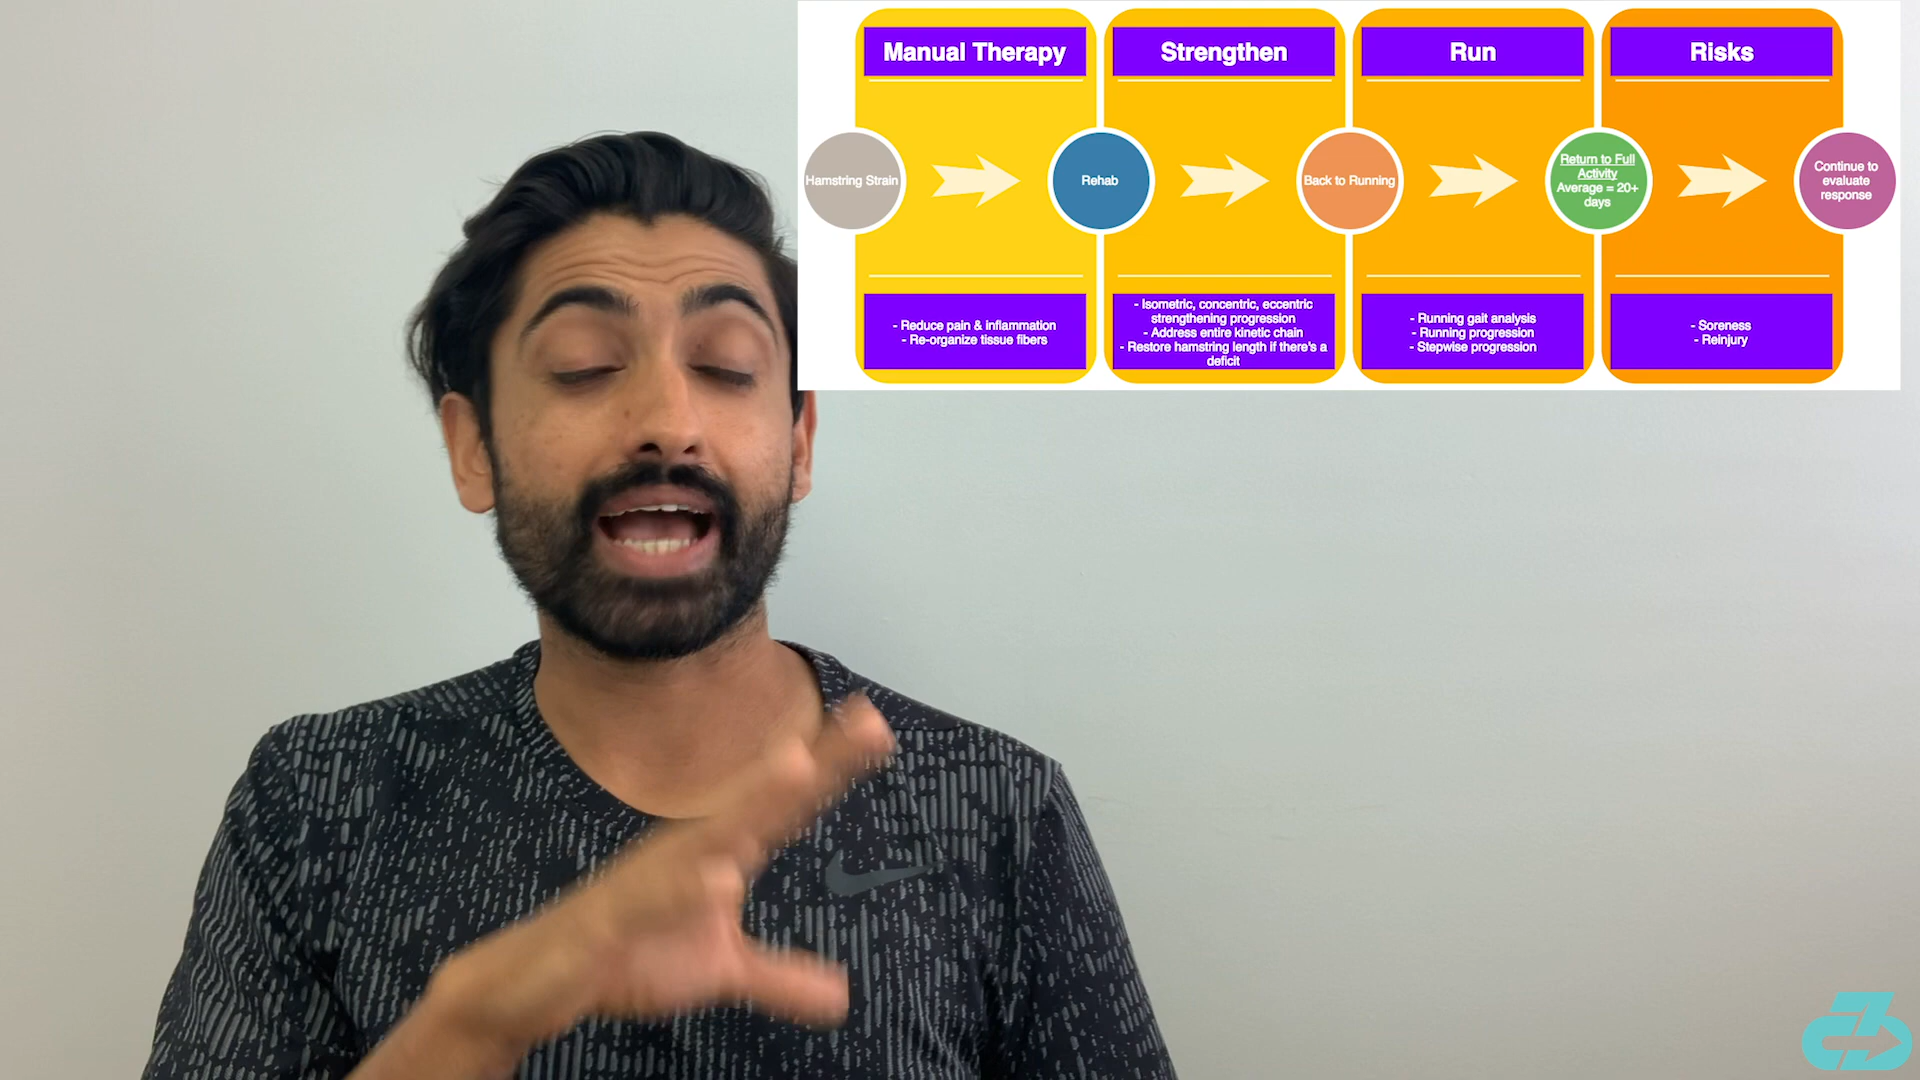 Manual Therapy
Strengthen
Run
Risks
Hamstring Strain
Rehab
Back to Running
Return to Full
Activity
Average = 20+
days
Continue to
evaluate
response
- Reduce pain & inflammation
- Re-organize tissue fibers
- Isometric, concentric, eccentric
strengthening progression
- Address entire kinetic chain
- Restore hamstring length if there's a
deficit
- Running gait analysis
- Running progression
- Stepwise progression
- Soreness
- Reinjury